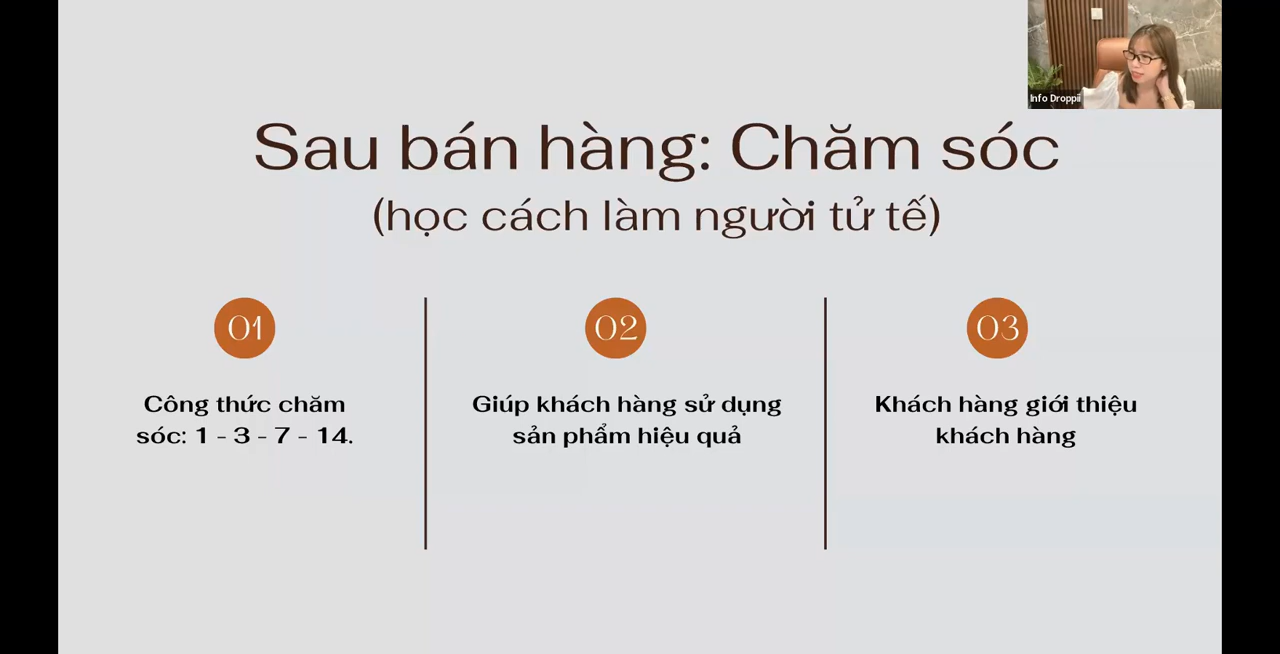 Info Droppii
Sau bán hàng: Chăm sóc
(học cách làm người tử tế)
01
Công thức chăm
sóc: 1 - 3 - 7 - 14.
02
Giúp khách hàng sử dụng
sản phẩm hiệu quả
03
Khách hàng giới thiệu
khách hàng